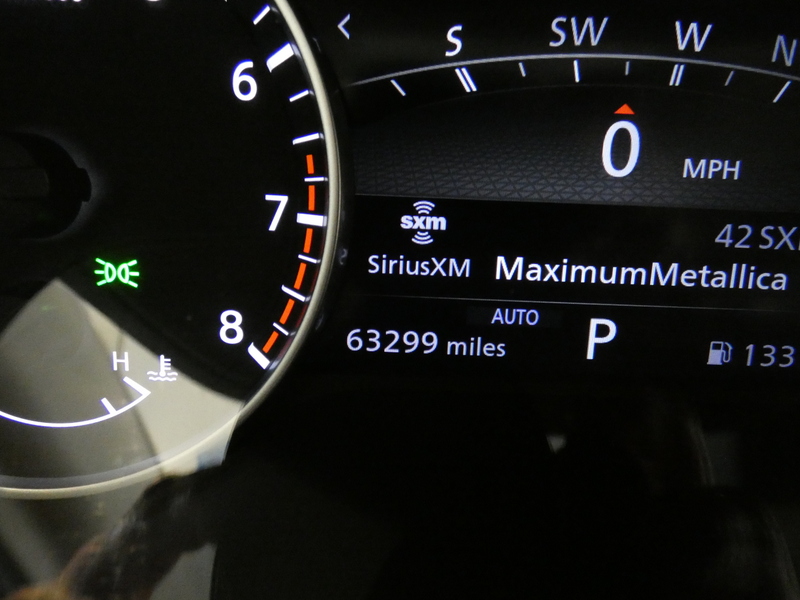 6
7
8
H
S SW W N
0 MPH
sxm
42 SX
SiriusXM MaximumMetallica
AUTO
63299 miles P 133